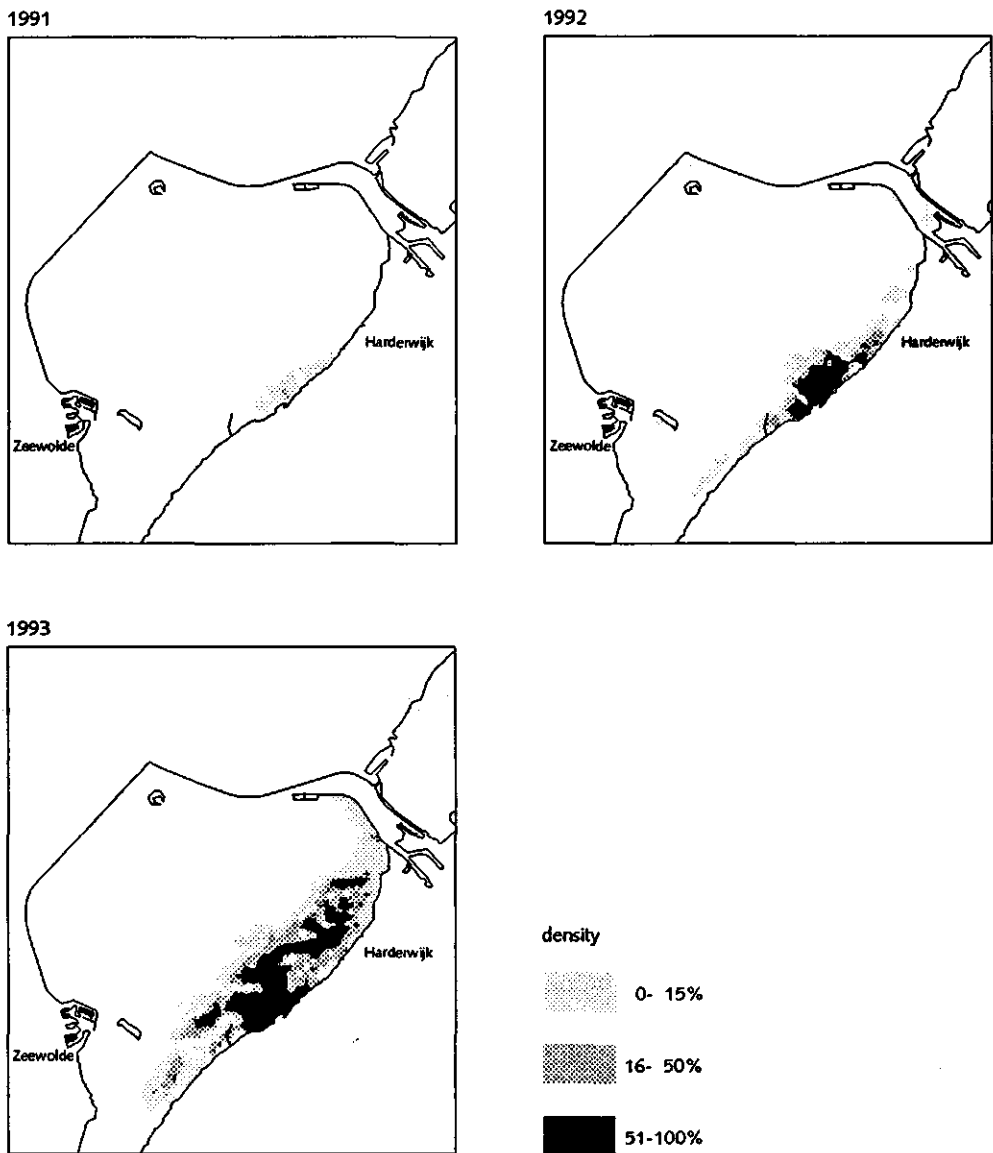 1991
1992
Harderwijk
Zeewolde
Harderwijk
Zeewolde
1993
Harderwijk
Zeewolde
density
0- 15%
16- 50%
51-100%